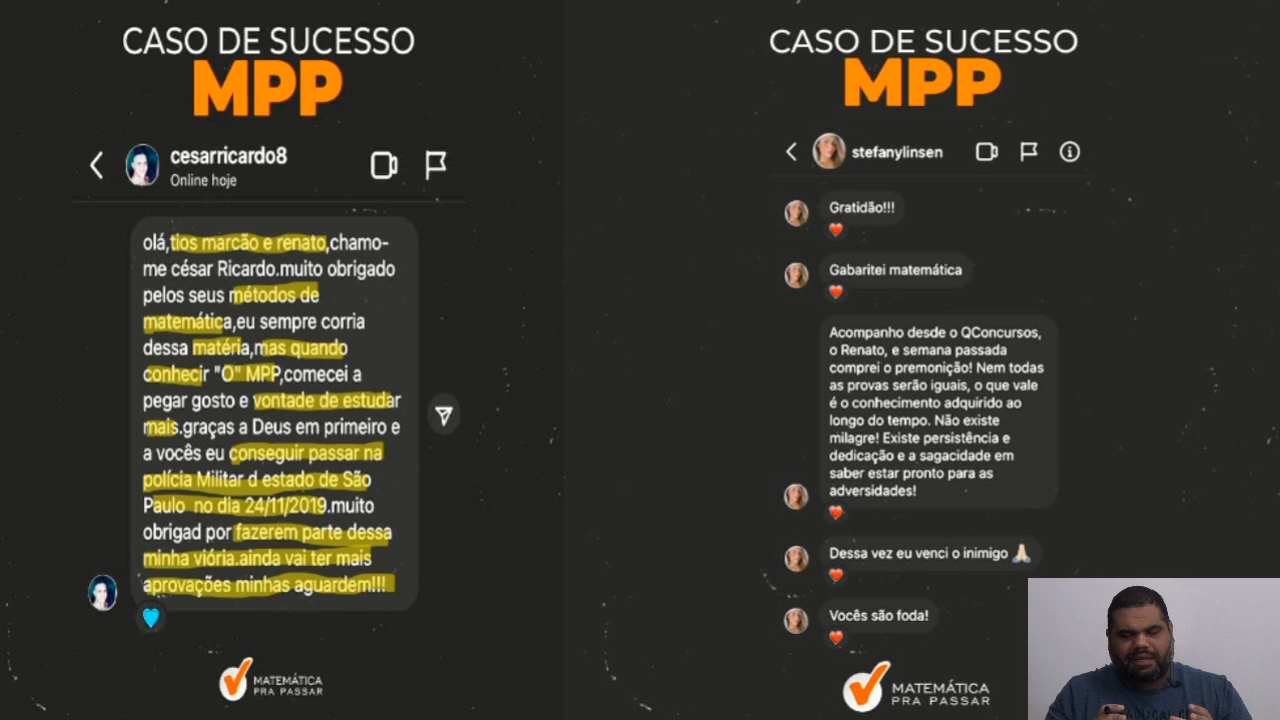 CASO DE SUCESSO
MPP
cesarricardo8
Online hoje
olá,tios marcão e renato,chamo-
me césar Ricardo.muito obrigado
pelos seus métodos de
matemática,eu sempre corria
dessa matéria,mas quando
conhecir "O" MPP,comecei a
pegar gosto e vontade de estudar
mais.graças a Deus em primeiro e
a vocês eu conseguir passar na
polícia Militar d estado de São
Paulo no dia 24/11/2019.muito
obrigad por fazerem parte dessa
minha viória.ainda vai ter mais
aprovações minhas aguardem!!!
MATEMÁTICA
PRA PASSAR
CASO DE SUCESSO
MPP
stefanylinsen
Gratidão!!!
Gabaritei matemática
Acompanho desde o QConcursos,
o Renato, e semana passada
comprei o premonição! Nem todas
as provas serão iguais, o que vale
é o conhecimento adquirido ao
longo do tempo. Não existe
milagre! Existe persistência e
dedicação e a sagacidade em
saber estar pronto para as
adversidades!
Dessa vez eu venci o inimigo 🙏🏻
Vocês são foda!
MATEMÁTICA
PRA PASSAR